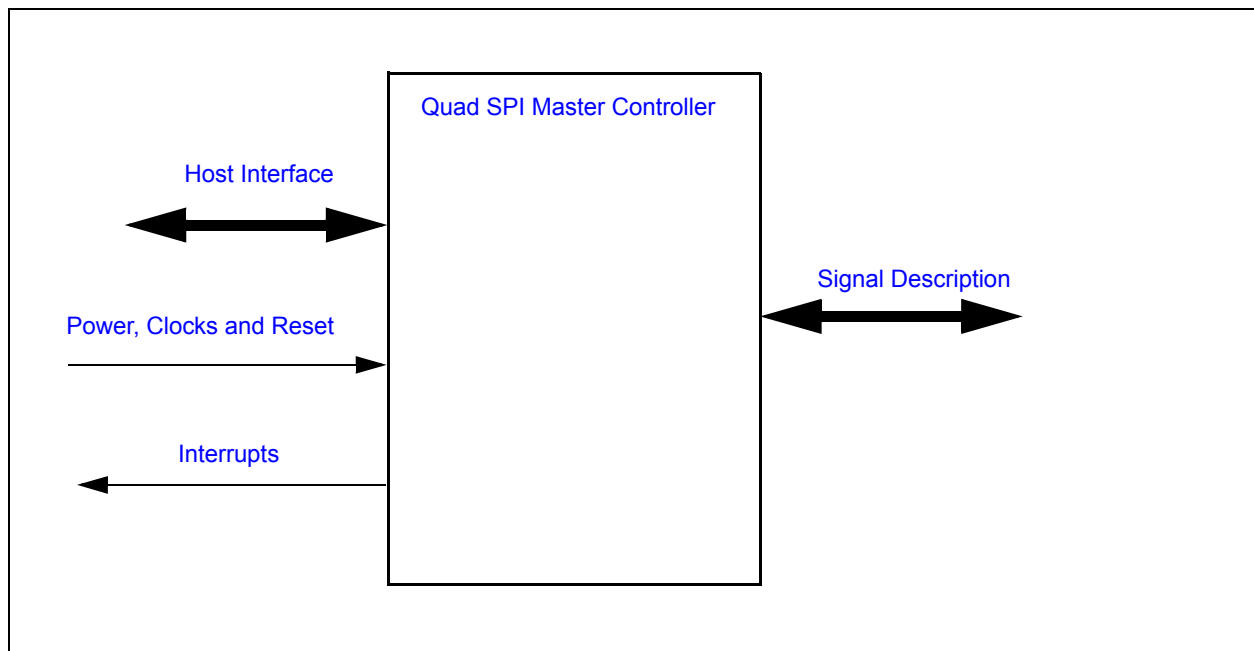 Quad SPI Master Controller
Host Interface
Signal Description
Power, Clocks and Reset
Interrupts